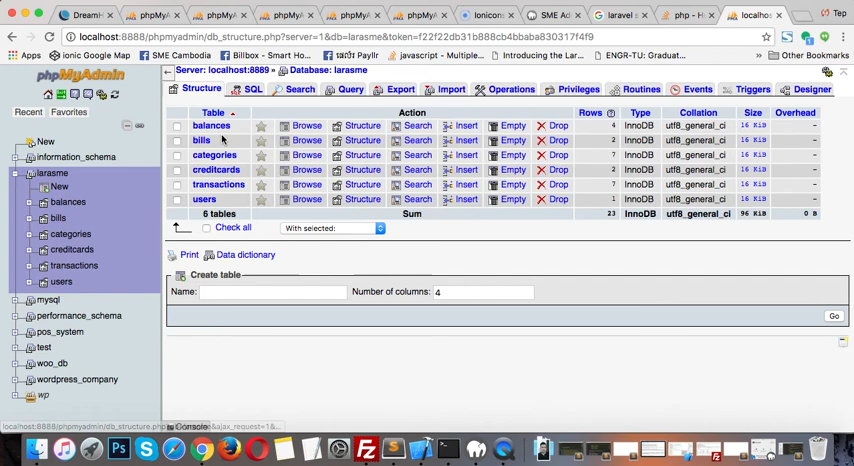 DreamH
phpMy
phpMy
phpMy
phpMyA
phpMyA
Ionicons
SME Ad
laravel s
php - H
localhos
Tep
localhost:8889/phpmyadmin/db_structure.php?server=1&db=larasme&token=f22f22db31b888cb4bbaba830317f4f9
Apps
ionic Google Map
SME Cambodia
Billbox - Smart Ho...
javascript - Multiple...
Introducing the Lar...
ENGR-TU: Graduat...
Other Bookmarks
phpMyAdmin
Recent Favorites
New
information_schema
larasme
New
balances
bills
categories
creditcards
transactions
users
mysql
performance_schema
pos_system
test
woo_db
wordpress_company
wp
Server: localhost:8889 » Database: larasme
Structure SQL Search Query Export Import Operations Privileges Routines Events Triggers Designer
Table Action Rows Type Collation Size Overhead
balances Browse Structure Search Insert Empty Drop 4 InnoDB utf8_general_ci 16 KiB -
bills Browse Structure Search Insert Empty Drop 2 InnoDB utf8_general_ci 16 KiB -
categories Browse Structure Search Insert Empty Drop 7 InnoDB utf8_general_ci 16 KiB -
creditcards Browse Structure Search Insert Empty Drop 2 InnoDB utf8_general_ci 16 KiB -
transactions Browse Structure Search Insert Empty Drop 7 InnoDB utf8_general_ci 16 KiB -
users Browse Structure Search Insert Empty Drop 1 InnoDB utf8_general_ci 16 KiB -
6 tables Sum 23 InnoDB utf8_general_ci 96 KiB 0 B
Check all With selected:
Print Data dictionary
Create table
Name: Number of columns: 4
Go
Console